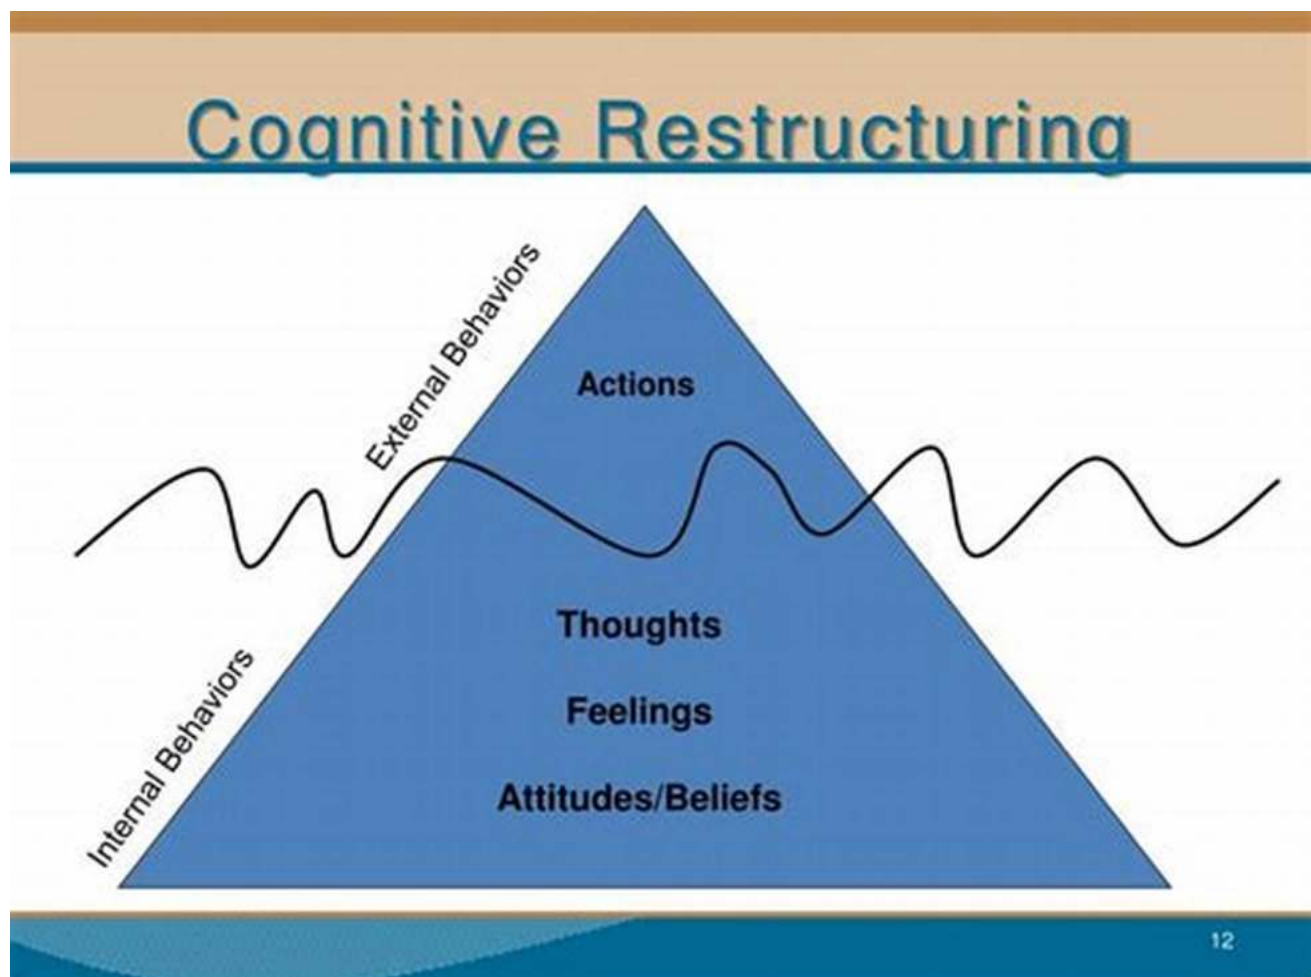 Cognitive Restructuring
External Behaviors
Actions
Internal Behaviors
Thoughts
Feelings
Attitudes/Beliefs
12